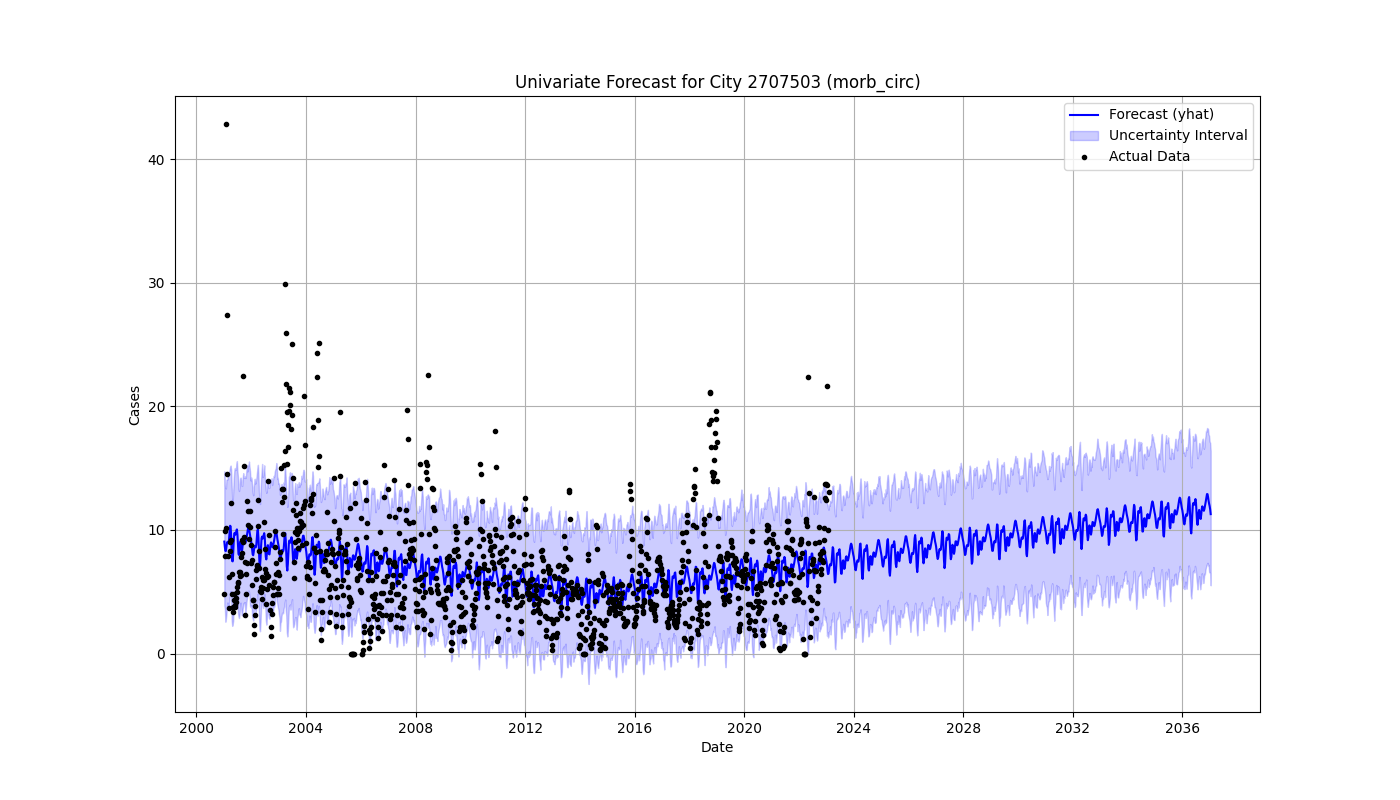 Univariate Forecast for City 2707503 (morb_circ)
Forecast (yhat)
Uncertainty Interval
Actual Data
Cases
40
30
20
10
0
2000 2004 2008 2012 2016 2020 2024 2028 2032 2036
Date